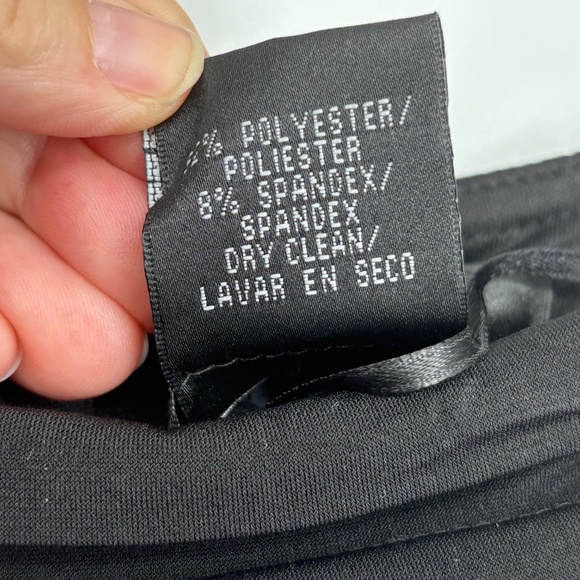 % POLYESTER/
POLIESTER
8% SPANDEX/
SPANDEX
DRY CLEAN/
LAVAR EN SECO